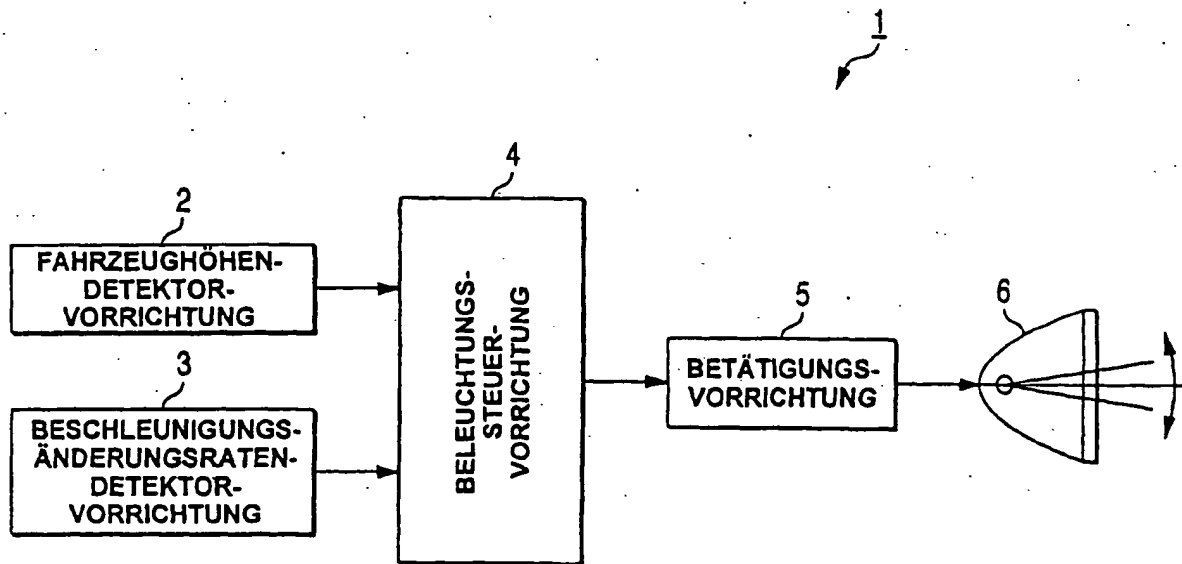 1
2
FAHRZEUGHÖHEN-
DETEKTOR-
VORRICHTUNG
3
BESCHLEUNIGUNGS-
ÄNDERUNGSRATEN-
DETEKTOR-
VORRICHTUNG
4
BELEUCHTUNGS-
STEUER-
VORRICHTUNG
5
BETÄTIGUNGS-
VORRICHTUNG
6